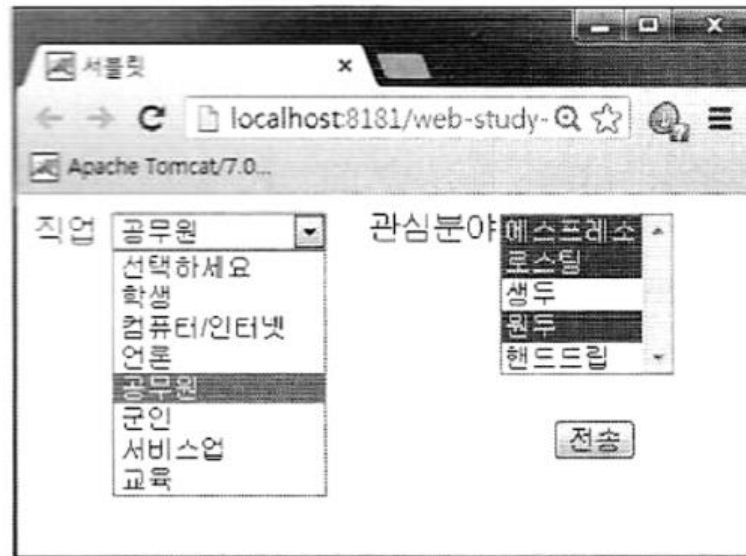 서블릿
localhost:8181/web-study-
Apache Tomcat/7.0...
직업 공무원 관심분야
선택하세요
학생
컴퓨터/인터넷
언론
공무원
군인
서비스업
교육
에스프레소
로스팅
생두
원두
핸드드립
전송